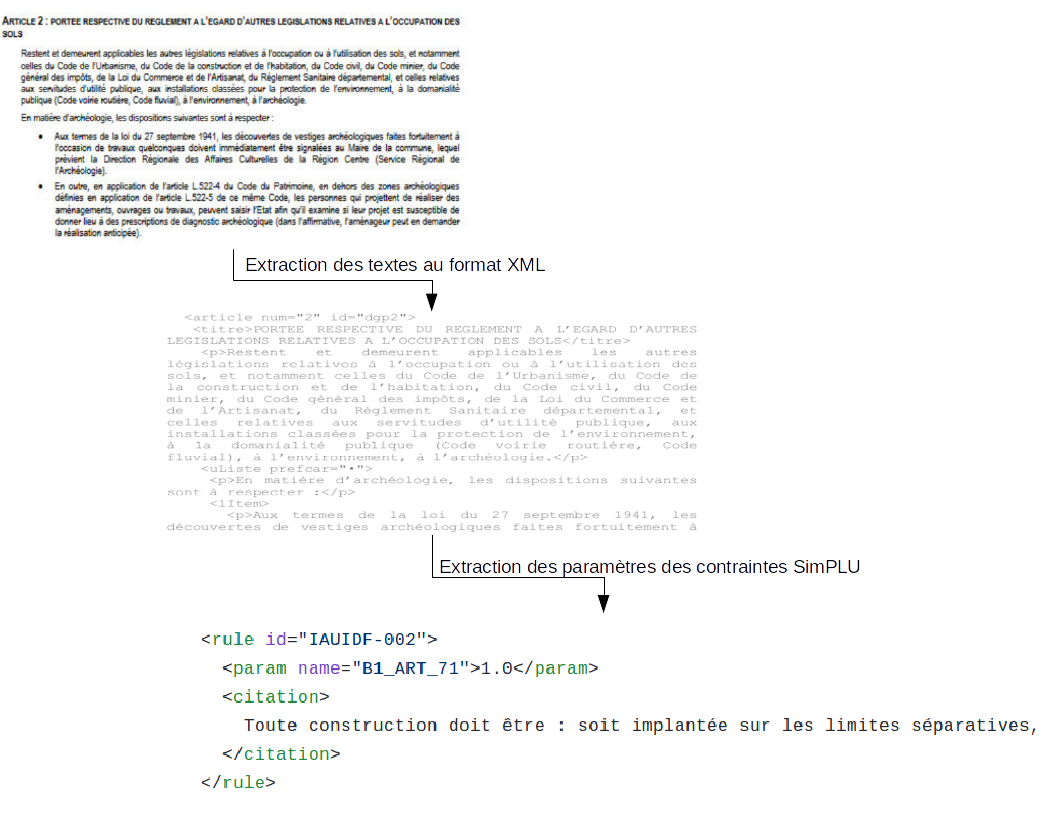 ARTICLE 2 : PORTEE RESPECTIVE DU REGLEMENT A L'EGARD D'AUTRES LEGISLATIONS RELATIVES A L'OCCUPATION DES
SOLS
Restent et demeurent applicables les autres législations relatives à l'occupation ou à l'utilisation des sols, et notamment
celles du Code de l'Urbanisme, du Code de la construction et de l'habitation, du Code civil, du Code minier, du Code
général des impôts, de la Loi du Commerce et de l'Artisanat, du Règlement Sanitaire départemental, et celles relatives
aux servitudes d'utilité publique, aux installations classées pour la protection de l'environnement, à la domanialité
publique (Code voirie routière, Code fluvial), à l'environnement, à l'archéologie.
En matière d'archéologie, les dispositions suivantes sont à respecter :
• Aux termes de la loi du 27 septembre 1941, les découvertes de vestiges archéologiques faites fortuitement à
l'occasion de travaux quelconques doivent immédiatement être signalées au Maire de la commune, lequel
prévient la Direction Régionale des Affaires Culturelles de la Région Centre (Service Régional de
l'Archéologie).
• En outre, en application de l'article L.522-4 du Code du Patrimoine, en dehors des zones archéologiques
définies en application de l'article L.522-5 de ce même Code, les personnes qui projettent de réaliser des
aménagements, ouvrages ou travaux, peuvent saisir l'Etat afin qu'il examine si leur projet est susceptible de
donner lieu à des prescriptions de diagnostic archéologique (dans l'affirmative, l'aménageur peut en demander
la réalisation anticipée).
Extraction des textes au format XML
<article num="2" id="dgp2">
<titre>PORTEE RESPECTIVE DU REGLEMENT A L'EGARD D'AUTRES
LEGISLATIONS RELATIVES A L'OCCUPATION DES SOLS</titre>
<p>Restent et demeurent applicables les autres
législations relatives à l'occupation ou à l'utilisation des
sols, et notamment celles du Code de l'Urbanisme, du Code de
la construction et de l'habitation, du Code civil, du Code
minier, du Code général des impôts, de la Loi du Commerce et
de l'Artisanat, du Règlement Sanitaire départemental, et
celles relatives aux servitudes d'utilité publique, aux
installations classées pour la protection de l'environnement,
à la domanialité publique (Code voirie routière, Code
fluvial), à l'environnement, à l'archéologie.</p>
<uListe prefcar="•">
<p>En matière d'archéologie, les dispositions suivantes
sont à respecter :</p>
<lItem>
<p>Aux termes de la loi du 27 septembre 1941, les
découvertes de vestiges archéologiques faites fortuitement à
Extraction des paramètres des contraintes SimPLU
<rule id="IAUIDF-002">
<param name="B1_ART_71">1.0</param>
<citation>
Toute construction doit être : soit implantée sur les limites séparatives,
</citation>
</rule>